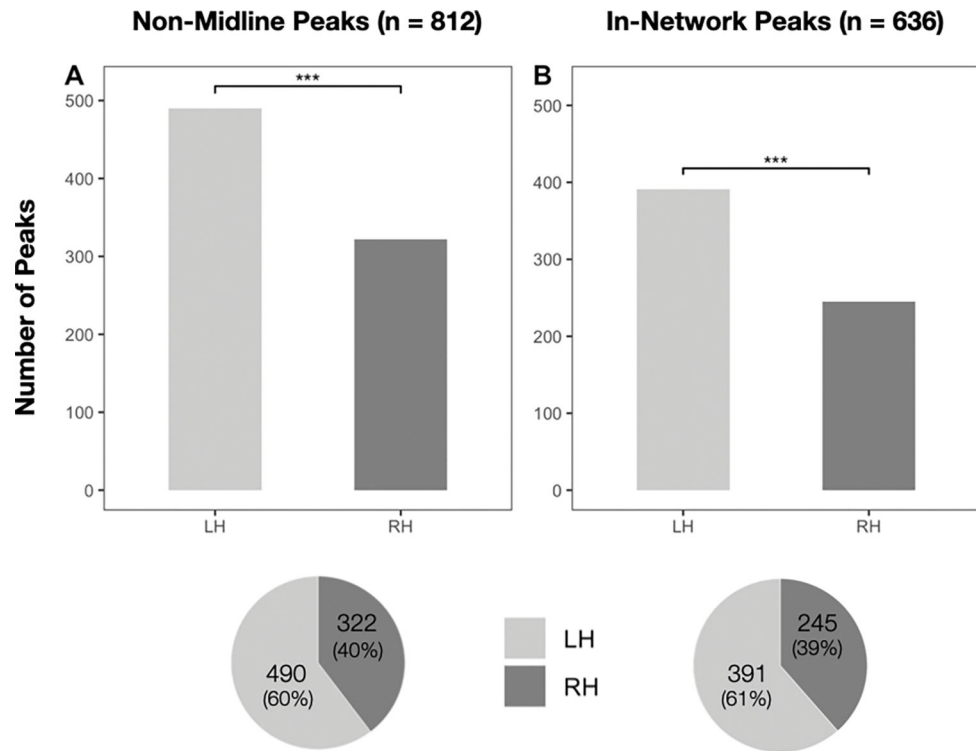 Non-Midline Peaks (n = 812)
In-Network Peaks (n = 636)
Number of Peaks
A
***
500
400
300
200
100
0
LH
RH
B
***
500
400
300
200
100
0
LH
RH
322
(40%)
490
(60%)
LH
RH
245
(39%)
391
(61%)